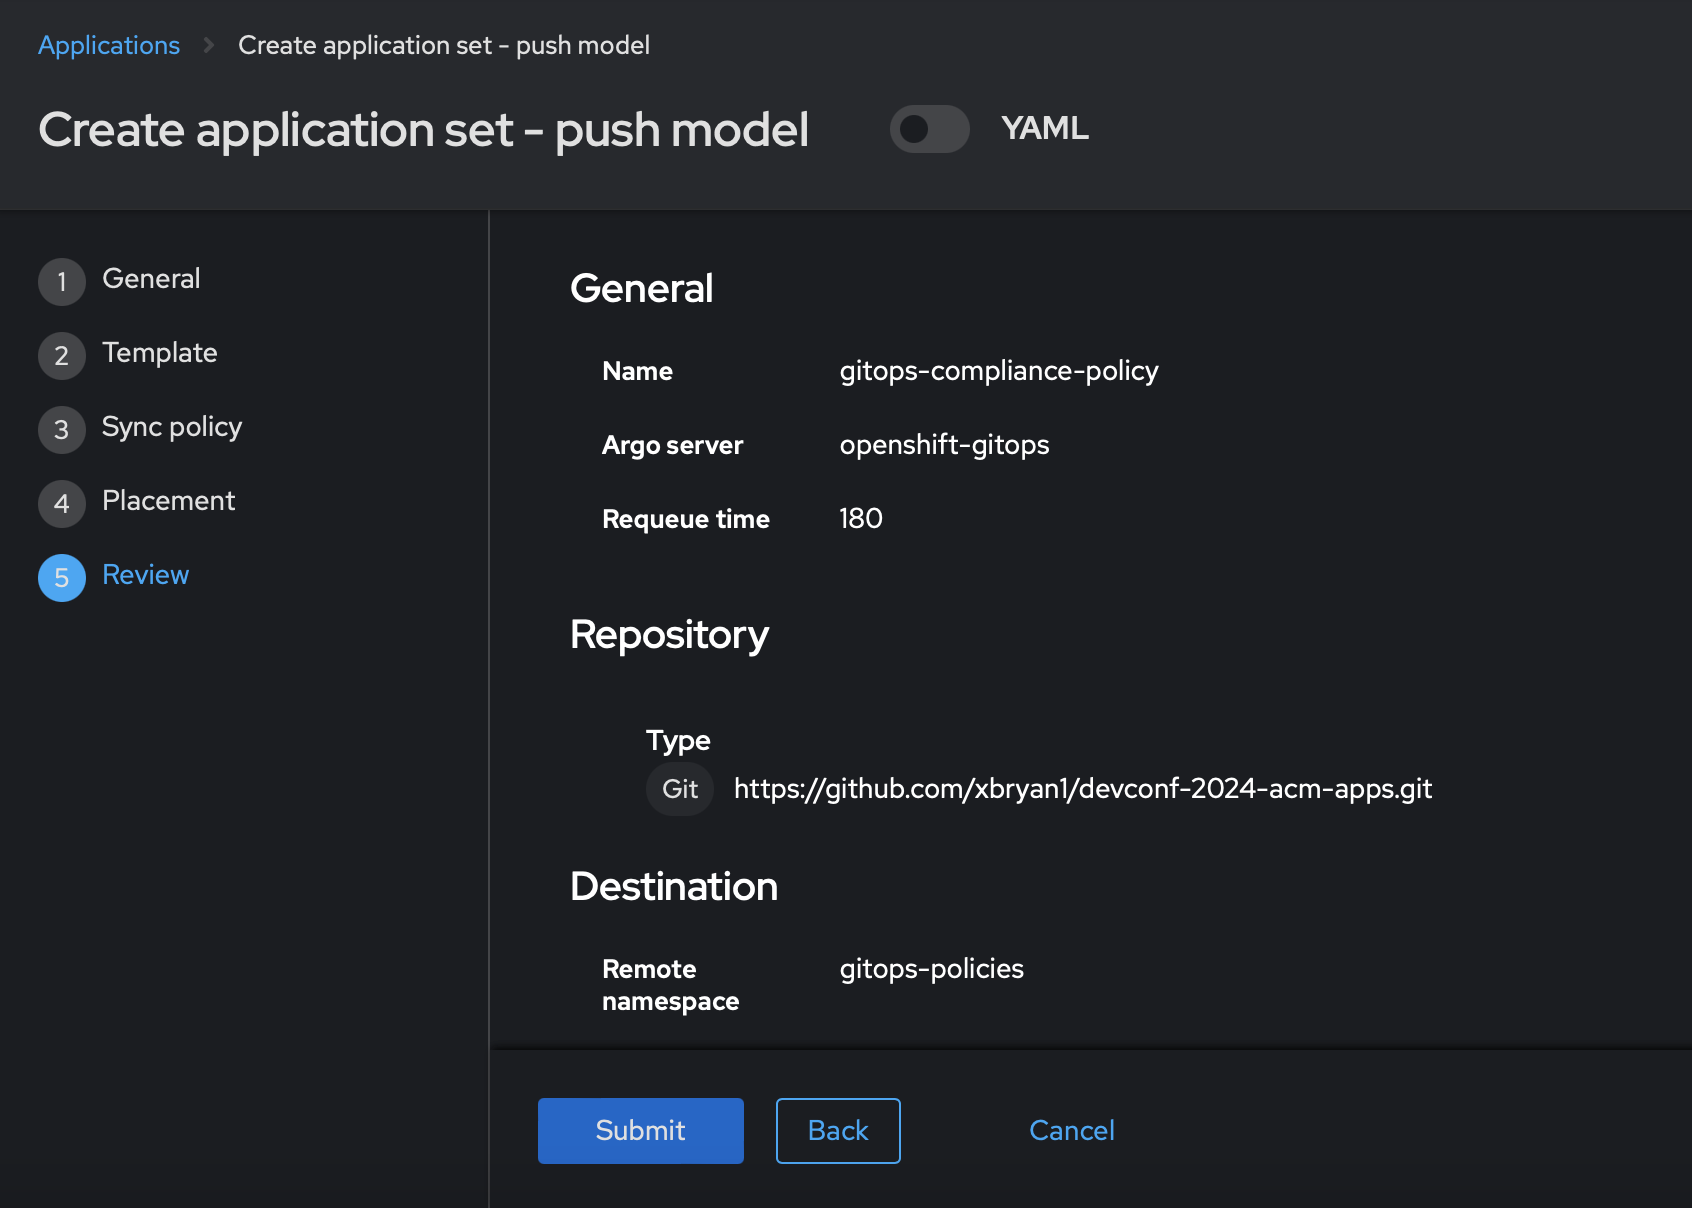 Applications > Create application set - push model
Create application set - push model YAML
1 General
2 Template
3 Sync policy
4 Placement
5 Review
General
Name gitops-compliance-policy
Argo server openshift-gitops
Requeue time 180
Repository
Type
Git https://github.com/xbryan1/devconf-2024-acm-apps.git
Destination
Remote gitops-policies
namespace
Submit Back Cancel